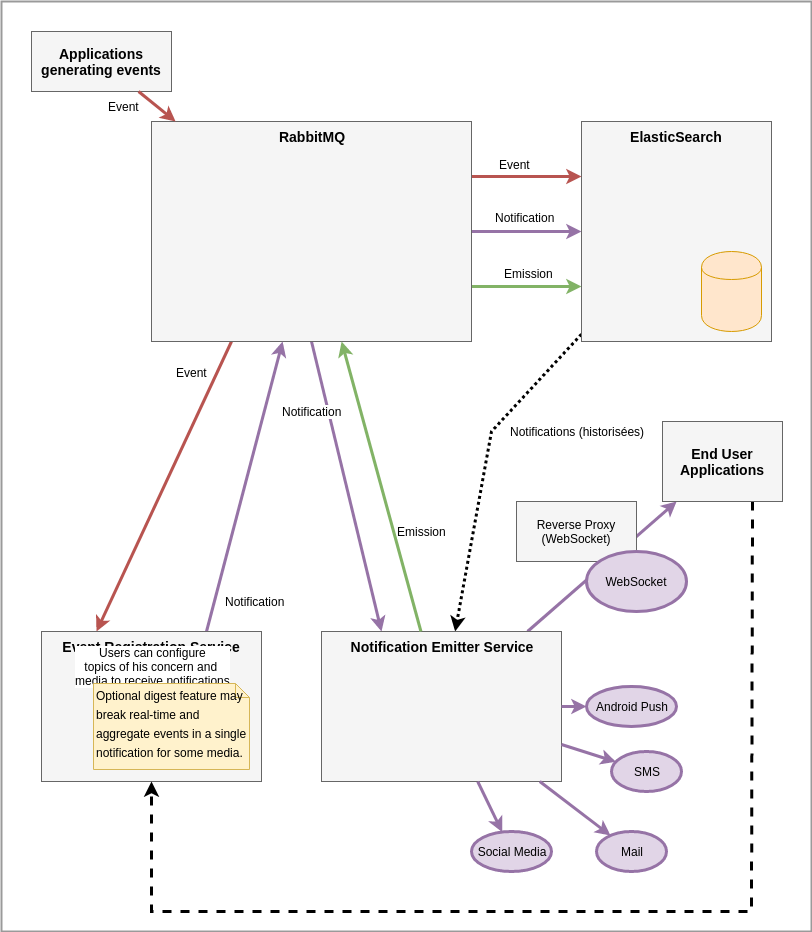 Applications
generating events
Event
RabbitMQ
ElasticSearch
Event
Notification
Emission
Event
Notification
Notifications (historisées)
End User
Applications
Reverse Proxy
(WebSocket)
Emission
WebSocket
Notification
Event Registration Service
Users can configure
topics of his concern and
media to receive notifications
Optional digest feature may
break real-time and
aggregate events in a single
notification for some media.
Notification Emitter Service
Android Push
SMS
Social Media
Mail